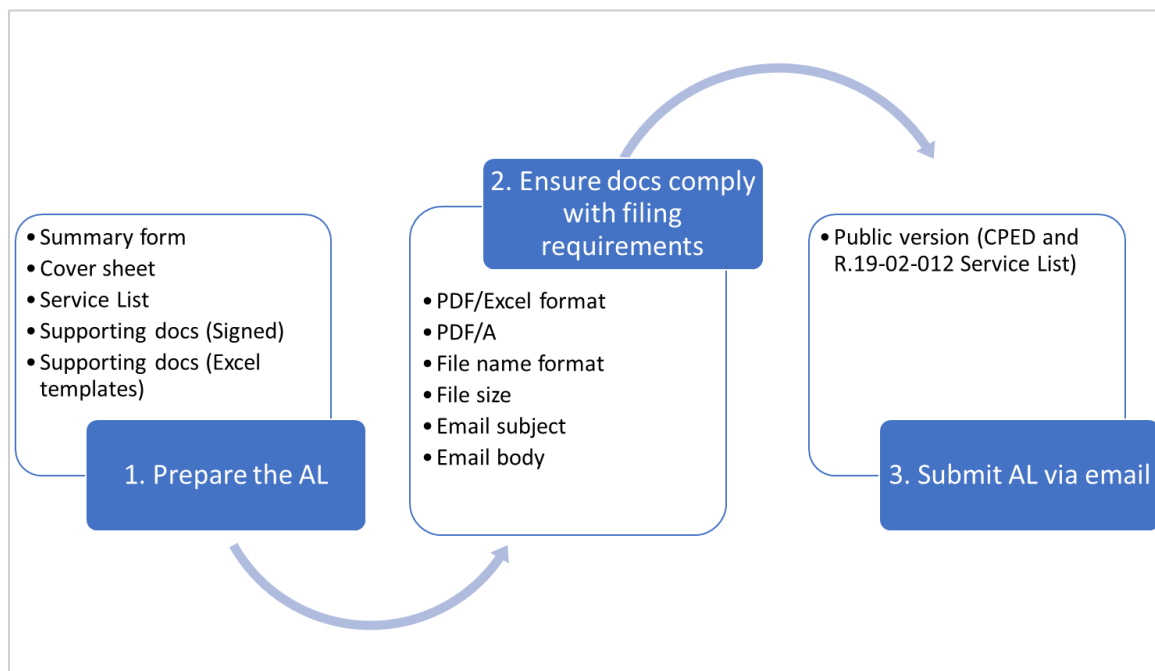 • Summary form
• Cover sheet
• Service List
• Supporting docs (Signed)
• Supporting docs (Excel
templates)
1. Prepare the AL
2. Ensure docs comply
with filing
requirements
• PDF/Excel format
• PDF/A
• File name format
• File size
• Email subject
• Email body
• Public version (CPED and
R.19-02-012 Service List)
3. Submit AL via email